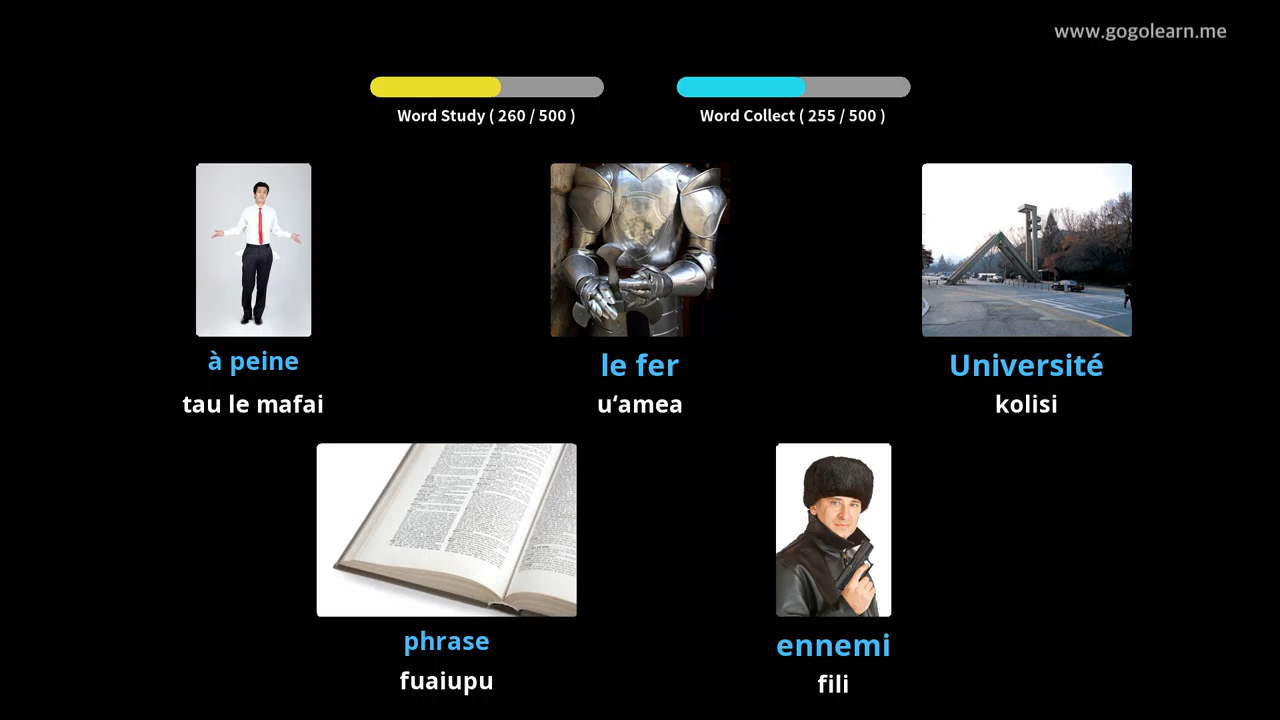 www.gogolearn.me
Word Study ( 260 / 500 )
Word Collect ( 255 / 500 )
à peine
tau le mafai
le fer
u‘amea
Université
kolisi
phrase
fuaiupu
ennemi
fili